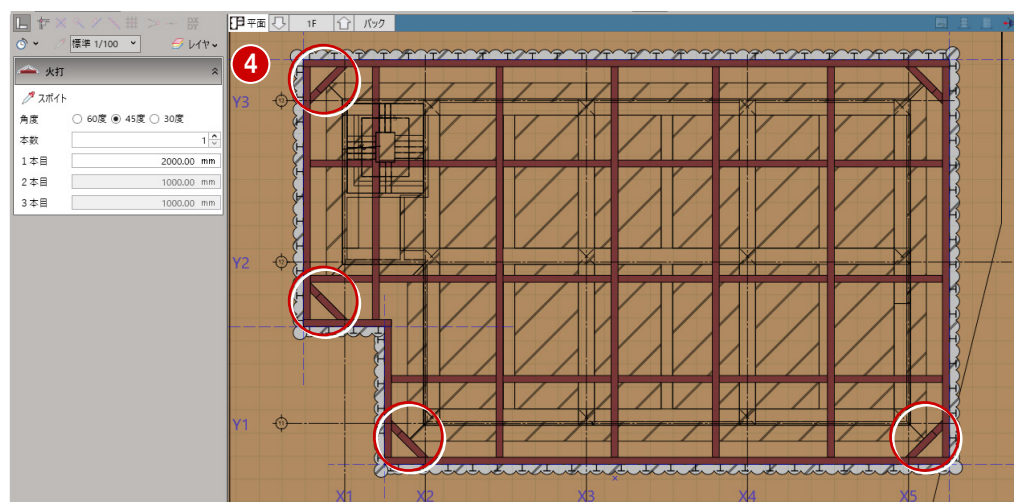 平面 1F バック
標準 1/100 レイヤ
火打
スポイト
角度 60度 45度 30度
本数 1
1本目 2000.00 mm
2本目 1000.00 mm
3本目 1000.00 mm
4
Y3
Y2
Y1
X1 X2 X3 X4 X5